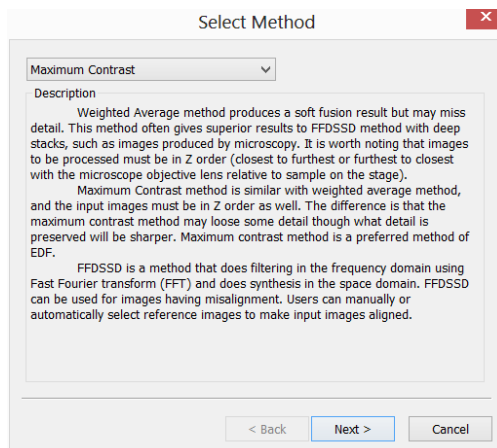 Select Method
Maximum Contrast
Description
Weighted Average method produces a soft fusion result but may miss
detail. This method often gives superior results to FFDSSD method with deep
stacks, such as images produced by microscopy. It is worth noting that images
to be processed must be in Z order (closest to furthest or furthest to closest
with the microscope objective lens relative to sample on the stage).
Maximum Contrast method is similar with weighted average method,
and the input images must be in Z order as well. The difference is that the
maximum contrast method may loose some detail though what detail is
preserved will be sharper. Maximum contrast method is a preferred method of
EDF.
FFDSSD is a method that does filtering in the frequency domain using
Fast Fourier transform (FFT) and does synthesis in the space domain. FFDSSD
can be used for images having misalignment. Users can manually or
automatically select reference images to make input images aligned.
< Back Next > Cancel